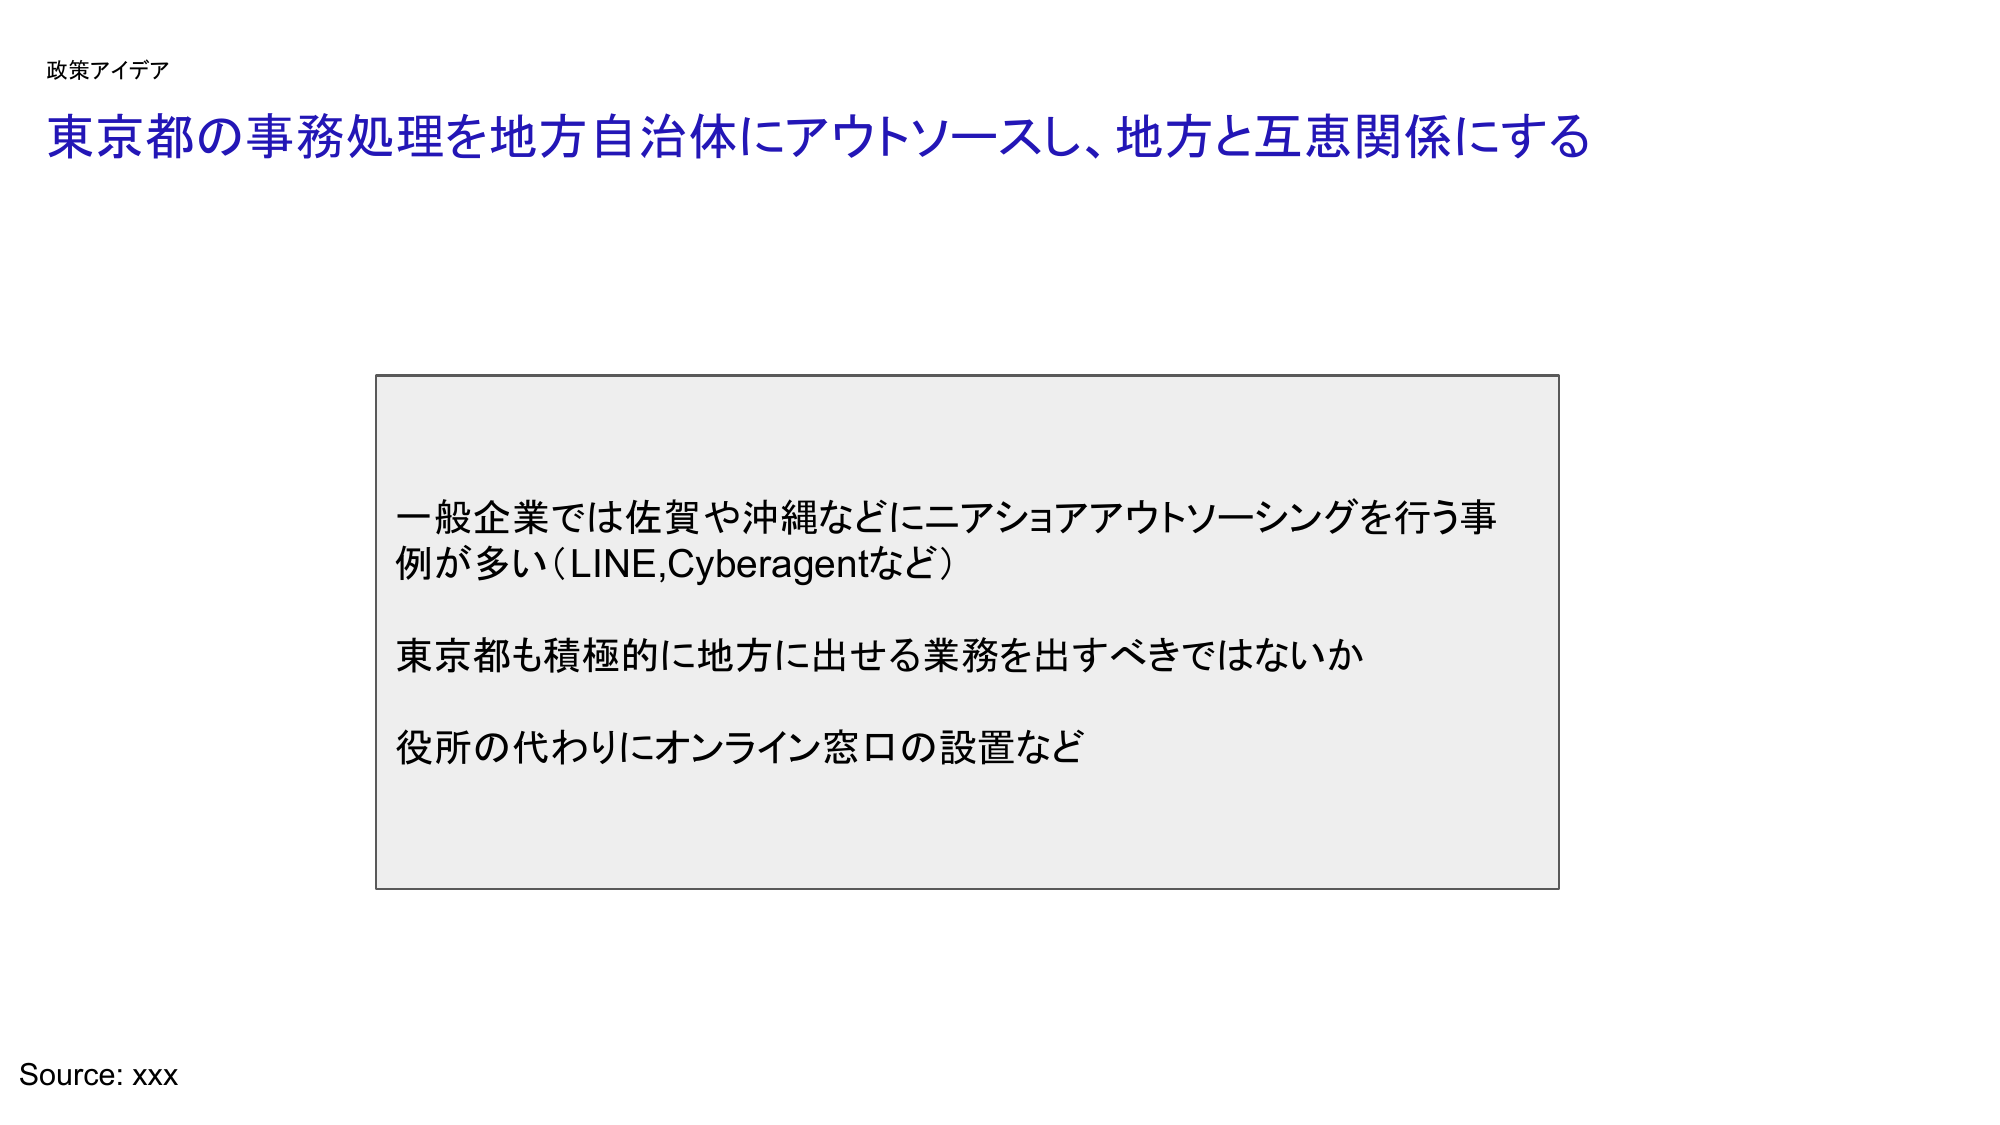 政策アイデア
東京都の事務処理を地方自治体にアウトソースし、地方と互恵関係にする
一般企業では佐賀や沖縄などにニアショアアウトソーシングを行う事
例が多い（LINE,Cyberagentなど）
東京都も積極的に地方に出せる業務を出すべきではないか
役所の代わりにオンライン窓口の設置など
Source: xxx